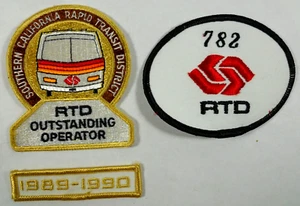 SOUTHERN CALIFORNIA RAPID TRANSIT DISTRICT
RTD
OUTSTANDING
OPERATOR
1989-1990
782
RTD